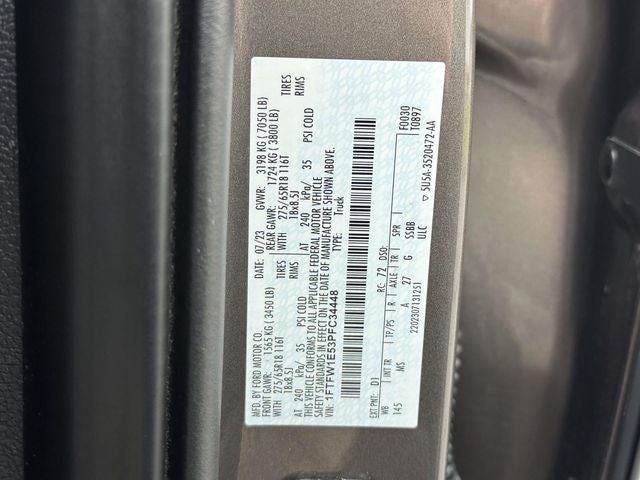 MFD. BY FORD MOTOR CO.
DATE: 07/23 GVWR: 3198 KG ( 7050 LB)
FRONT GAWR: 1565 KG ( 3450 LB) REAR GAWR: 1724 KG ( 3800 LB)
WITH 275/65R18 116T TIRES WITH 275/65R18 116T TIRES
18x8.5J RIMS 18x8.5J RIMS
AT 240 kPa/ 35 PSI COLD AT 240 kPa/ 35 PSI COLD
THIS VEHICLE CONFORMS TO ALL APPLICABLE FEDERAL MOTOR VEHICLE
SAFETY STANDARDS IN EFFECT ON THE DATE OF MANUFACTURE SHOWN ABOVE.
VIN: 1FTFW1E53PFC34448 TYPE: Truck
F0030
T0897
EXT PNT: D1 RC: 72 DSO:
WB INT TR TP/PS R AXLE TR SPR
145 MS A 27 G SSBB
2202307131251 ULC
5U5A-3520472-AA